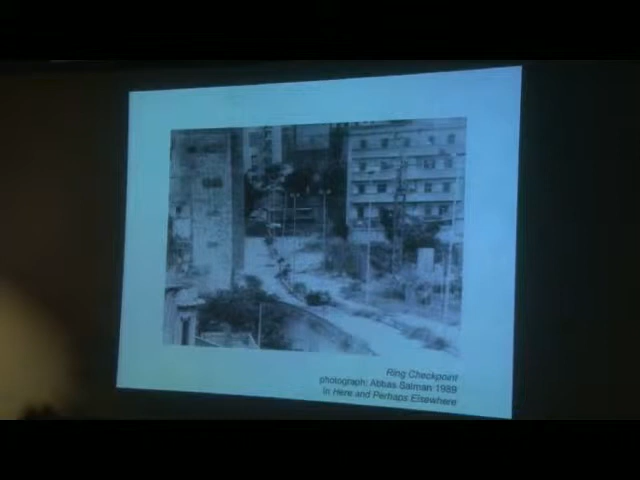 Ring Checkpoint
photograph: Abbas Salman 1989
in Here and Perhaps Elsewhere